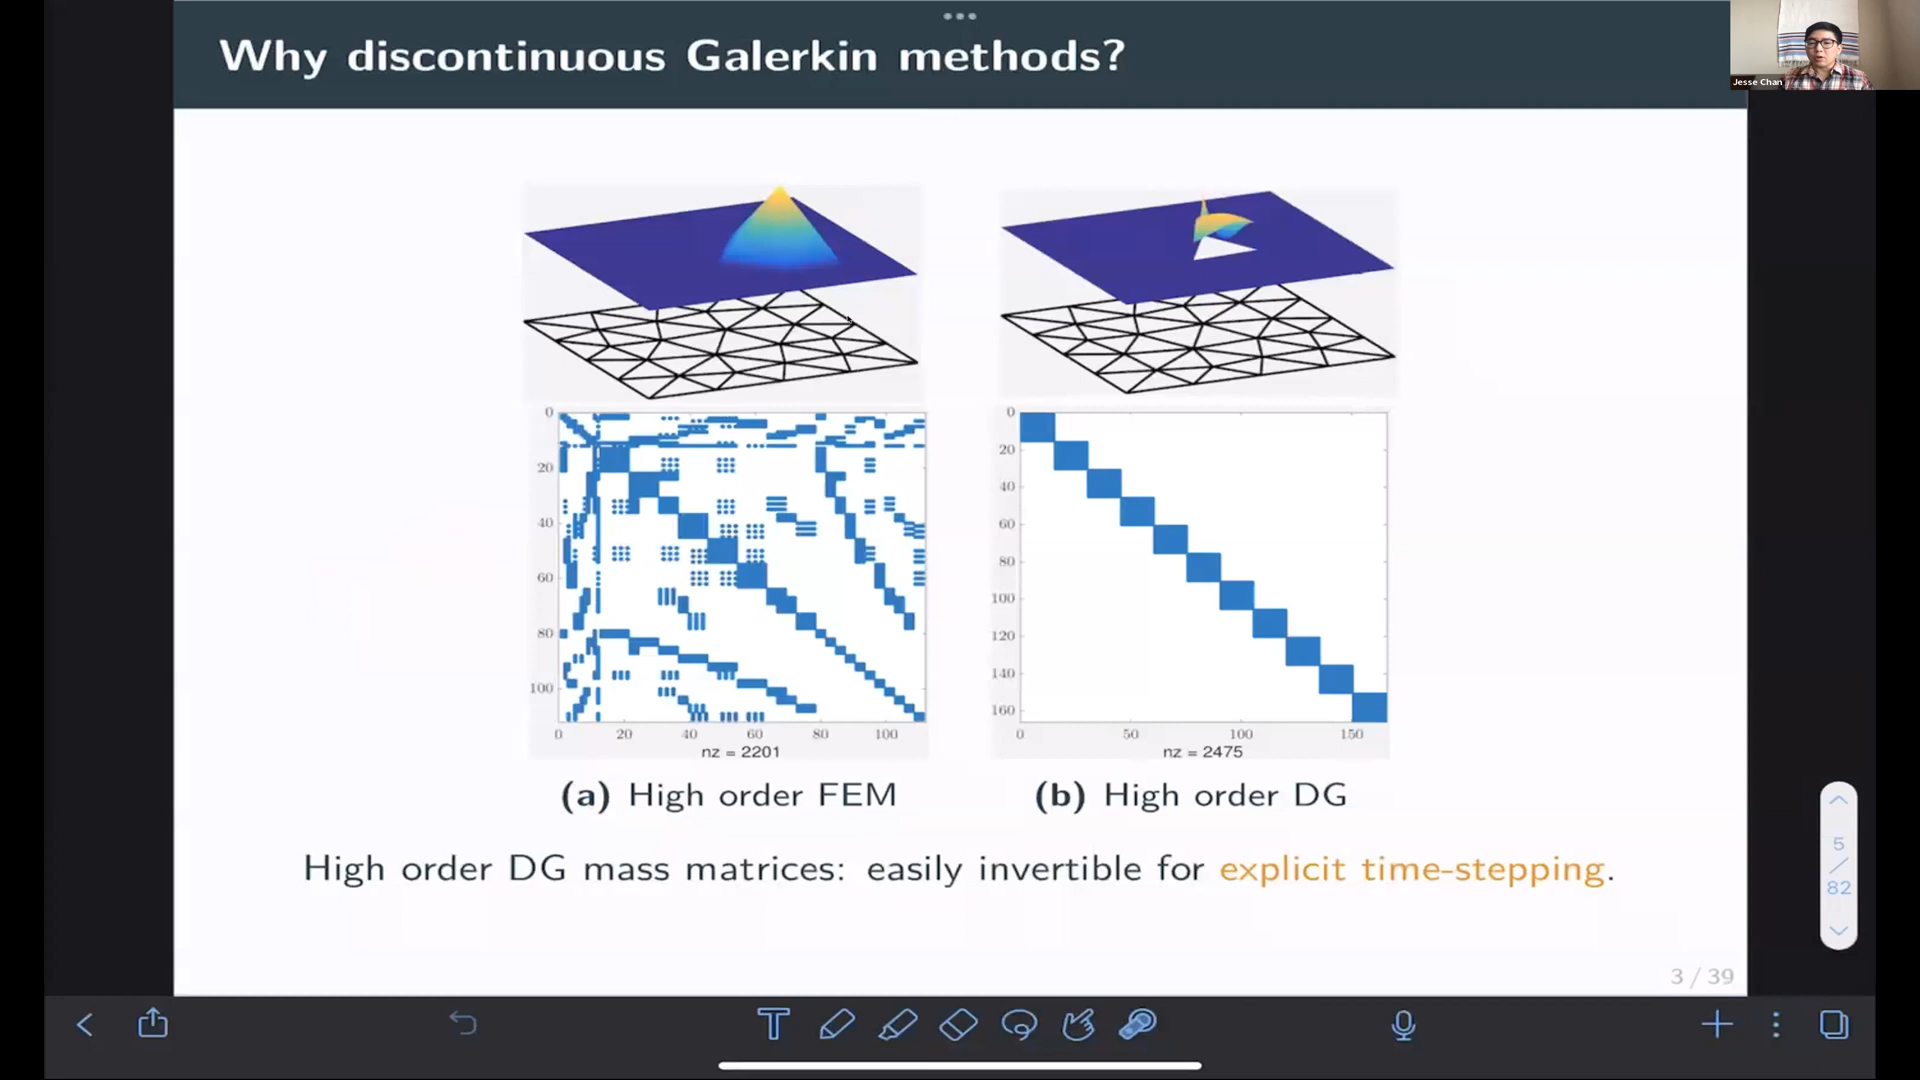 Why discontinuous Galerkin methods?
Jesse Chan
0
20
40
60
80
100
0 20 40 60 80 100
nz = 2201
0
20
40
60
80
100
120
140
160
0 50 100 150
nz = 2475
(a) High order FEM
(b) High order DG
High order DG mass matrices: easily invertible for explicit time-stepping.
5
/
82
3 / 39
T